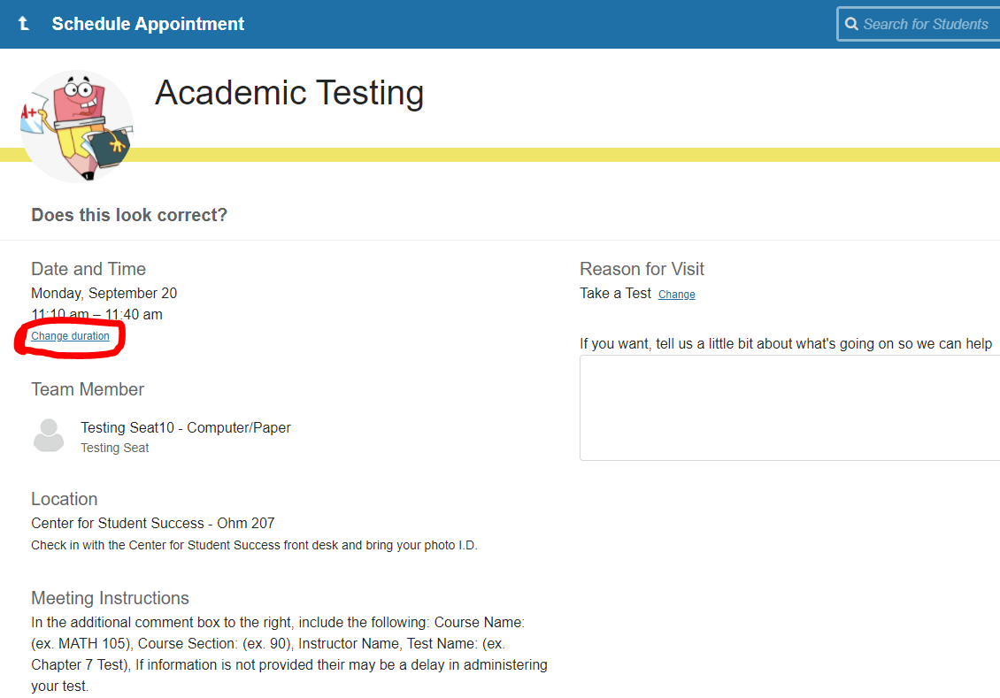 Schedule Appointment
Search for Students
A+
Academic Testing
Does this look correct?
Date and Time
Monday, September 20
11:10 am – 11:40 am
Change duration
Team Member
Testing Seat10 - Computer/Paper
Testing Seat
Location
Center for Student Success - Ohm 207
Check in with the Center for Student Success front desk and bring your photo I.D.
Meeting Instructions
In the additional comment box to the right, include the following: Course Name:
(ex. MATH 105), Course Section: (ex. 90), Instructor Name, Test Name: (ex.
Chapter 7 Test), If information is not provided their may be a delay in administering
your test.
Reason for Visit
Take a Test Change
If you want, tell us a little bit about what's going on so we can help